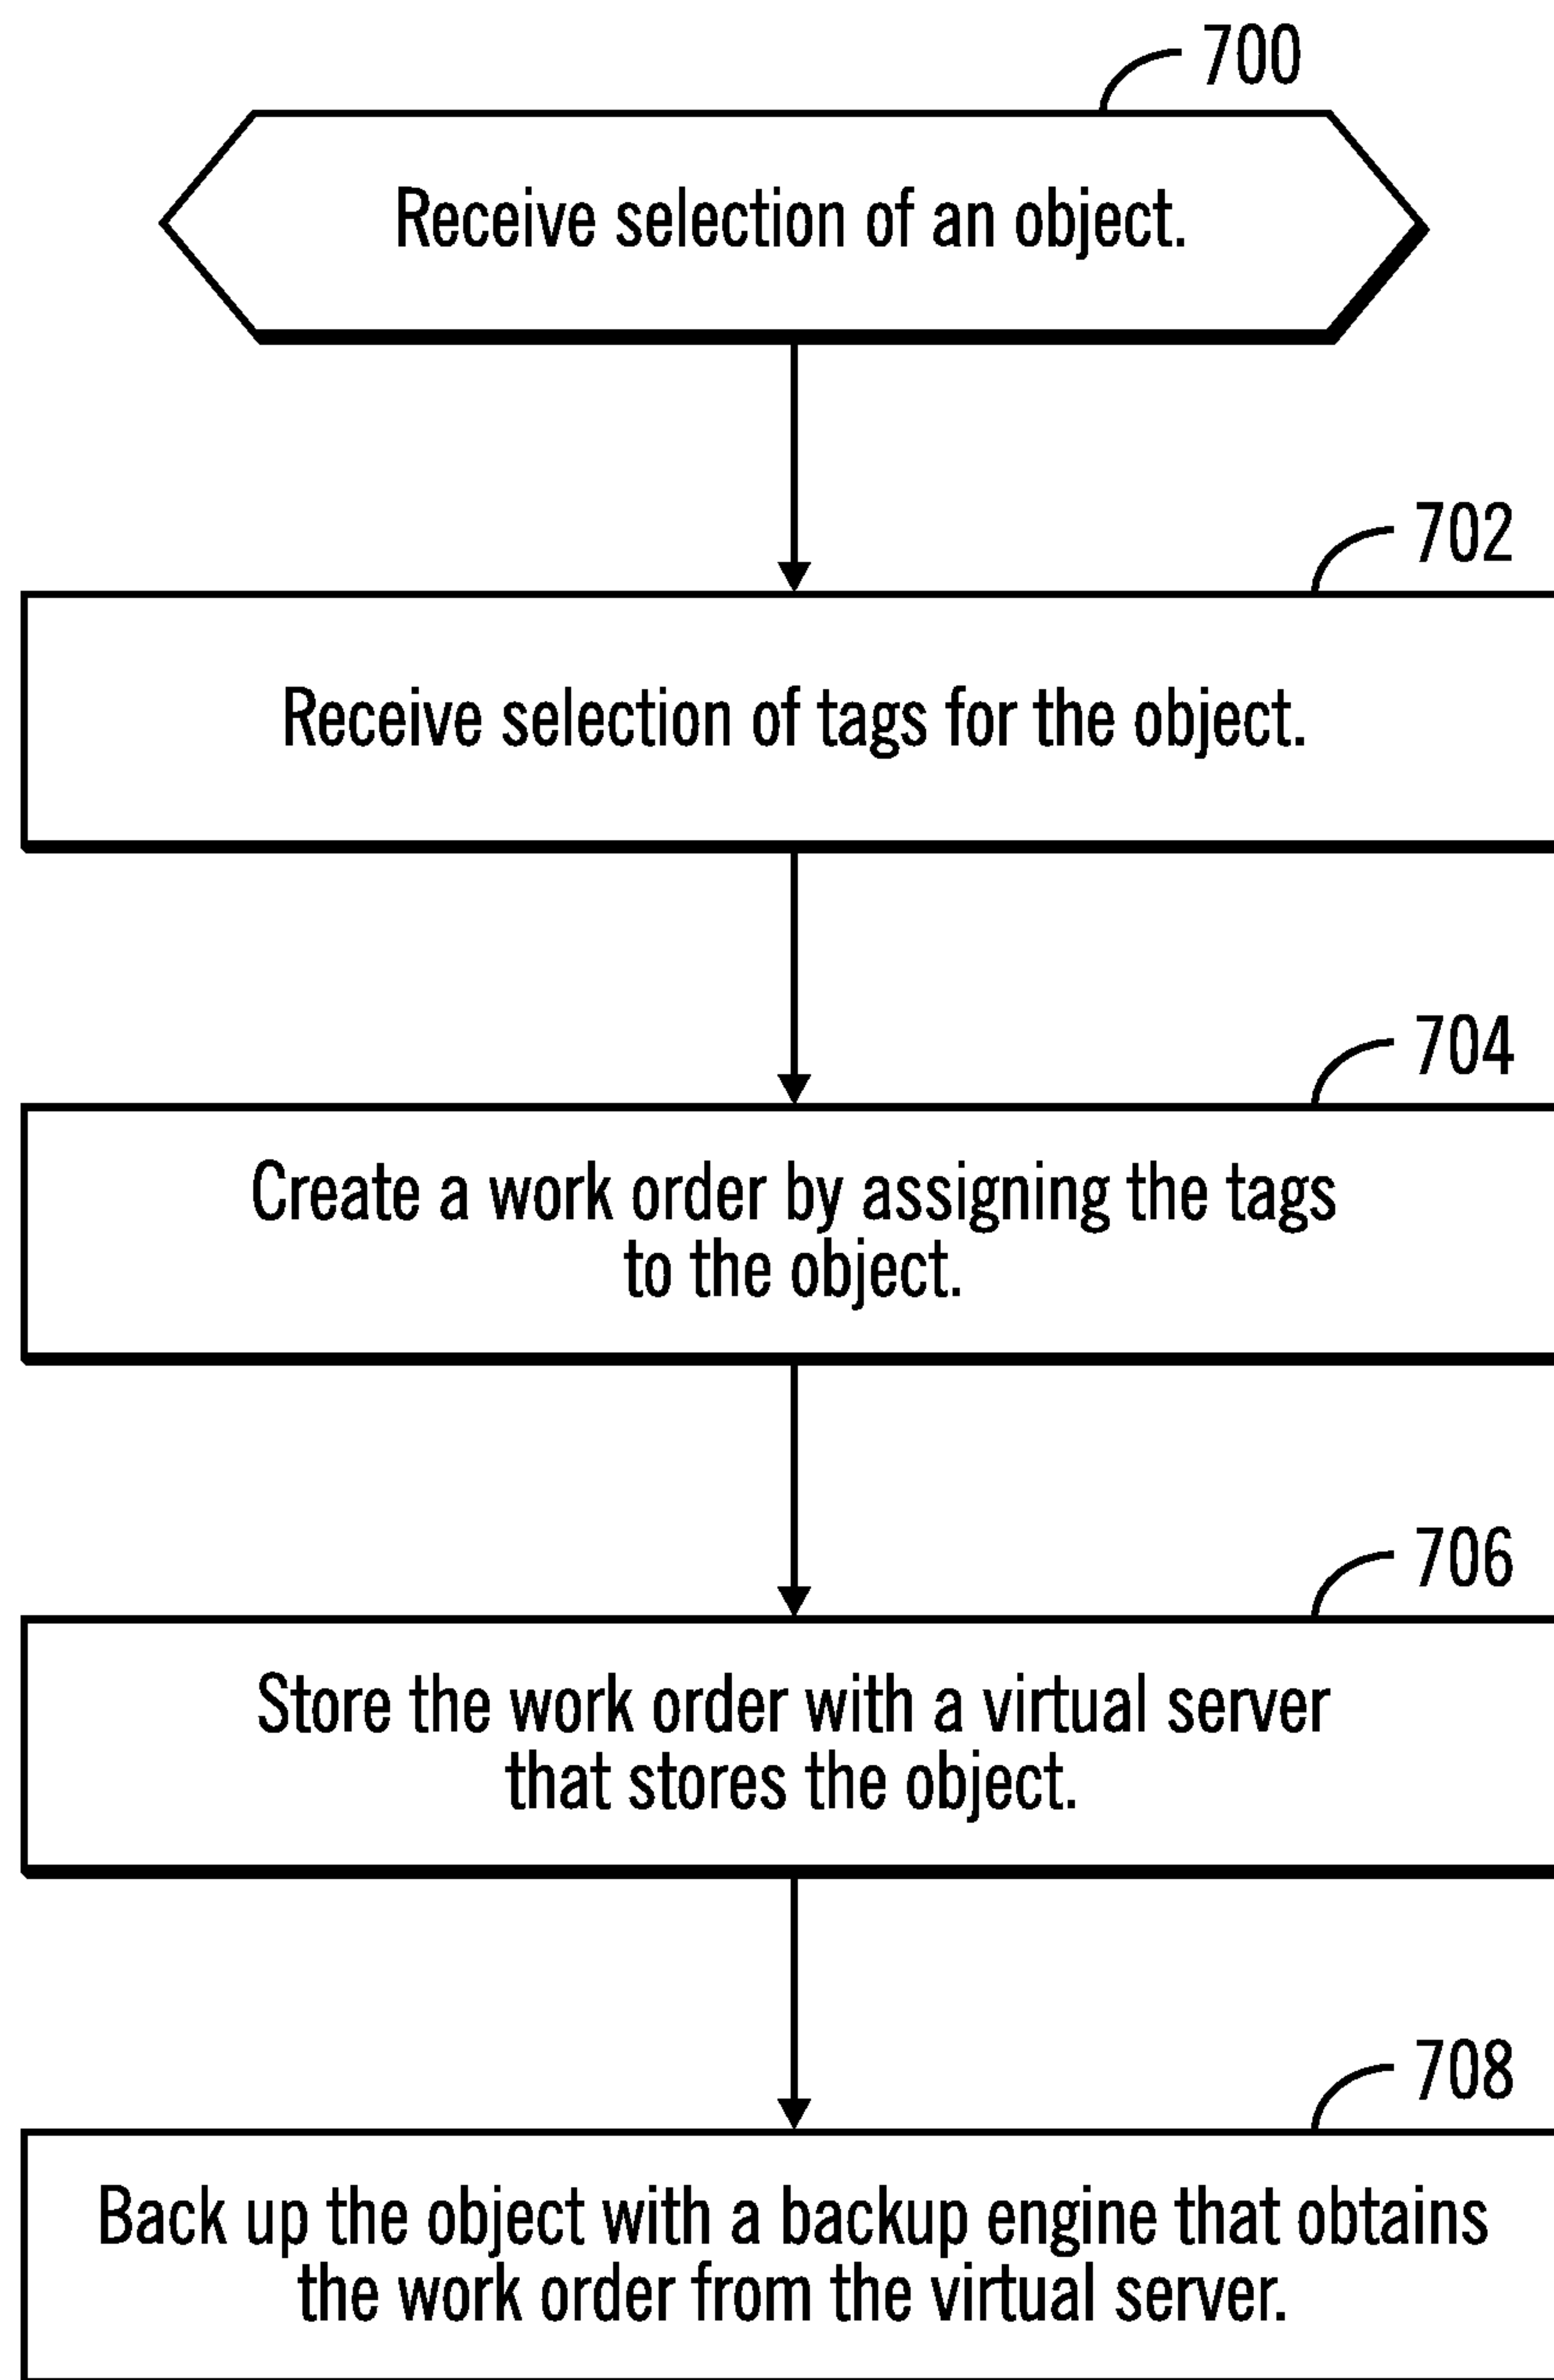 700
Receive selection of an object.
702
Receive selection of tags for the object.
704
Create a work order by assigning the tags
to the object.
706
Store the work order with a virtual server
that stores the object.
708
Back up the object with a backup engine that obtains
the work order from the virtual server.